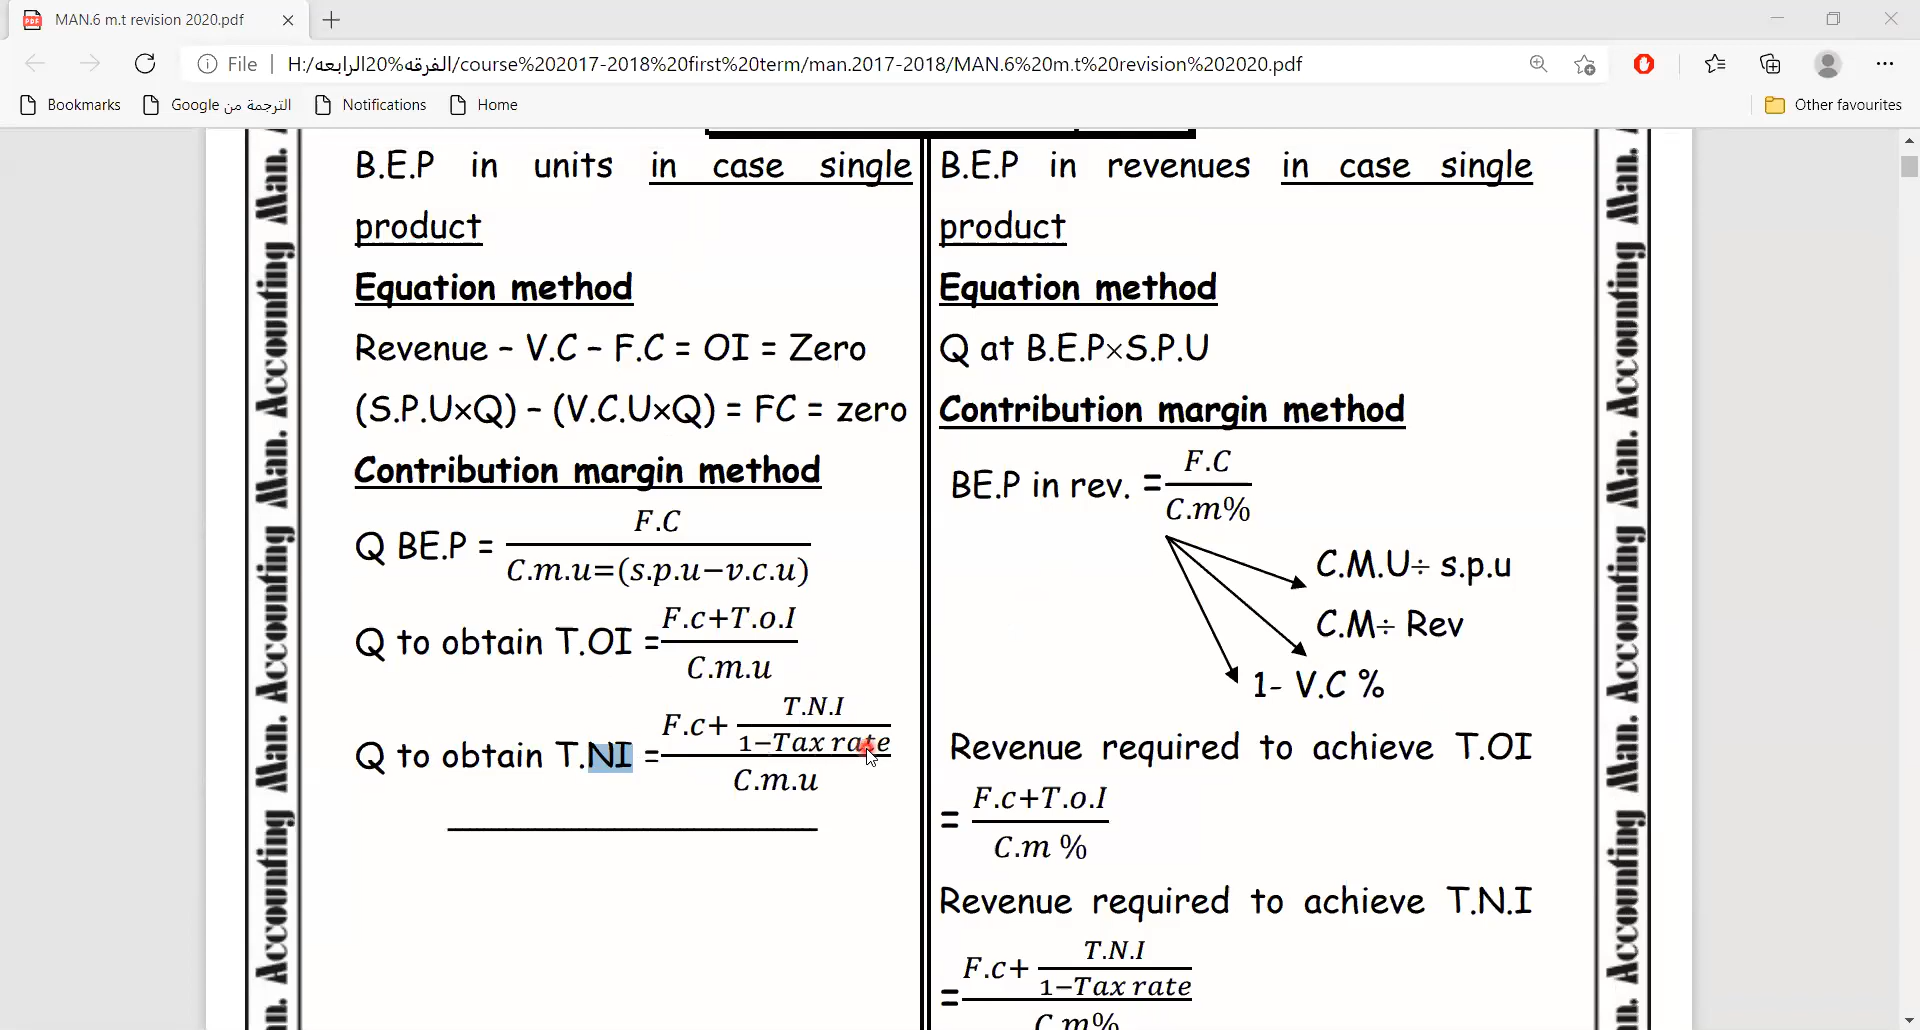 MAN.6 m.t revision 2020.pdf
File
H:/الفرقه%20الرابعه/course%202017-2018%20first%20term/man.2017-2018/MAN.6%20m.t%20revision%202020.pdf
Bookmarks
الترجمة من Google
Notifications
Home
Other favourites
B.E.P in units in case single
product
Equation method
Revenue - V.C - F.C = OI = Zero
(S.P.U×Q) - (V.C.U×Q) = FC = zero
Contribution margin method
Q BE.P = F.C / C.m.u=(s.p.u−v.c.u)
Q to obtain T.OI = F.c+T.o.I / C.m.u
Q to obtain T.NI = F.c+ T.N.I / 1−Tax rate / C.m.u
B.E.P in revenues in case single
product
Equation method
Q at B.E.P×S.P.U
Contribution margin method
BE.P in rev. = F.C / C.m%
C.M.U÷ s.p.u
C.M÷ Rev
1- V.C %
Revenue required to achieve T.OI
= F.c+T.o.I / C.m %
Revenue required to achieve T.N.I
= F.c+ T.N.I / 1−Tax rate / C.m%
Man. Accounting Man. Accounting Man. Accounting
Man. Accounting Man. Accounting Man. Accounting